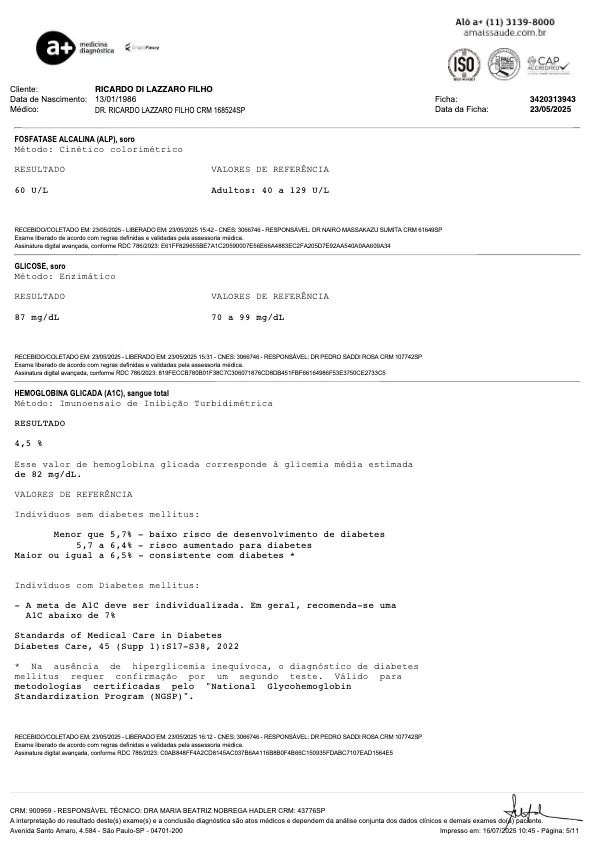 Alô a+ (11) 3139-8000
amaissaude.com.br
a+ medicina diagnóstica GrupoFleury
ISO PALC CAP ACCREDITED
Cliente: RICARDO DI LAZZARO FILHO
Data de Nascimento: 13/01/1986 Ficha: 3420313943
Médico: DR. RICARDO LAZZARO FILHO CRM 168524SP Data da Ficha: 23/05/2025
FOSFATASE ALCALINA (ALP), soro
Método: Cinético colorimétrico
RESULTADO VALORES DE REFERÊNCIA
60 U/L Adultos: 40 a 129 U/L
RECEBIDO/COLETADO EM: 23/05/2025 - LIBERADO EM: 23/05/2025 - 15:42 - CNES: 3066746 - RESPONSÁVEL: DR NAIRO MASSAKAZU SUMITA CRM 61649SP
Exame liberado de acordo com regras definidas e validadas pela assessoria médica.
Assinatura digital avançada, conforme RDC 786/2023:
GLICOSE, soro
Método: Enzimático
RESULTADO VALORES DE REFERÊNCIA
87 mg/dL 70 a 99 mg/dL
RECEBIDO/COLETADO EM: 23/05/2025 - LIBERADO EM: 23/05/2025 - 15:31 - CNES: 3066746 - RESPONSÁVEL: DR PEDRO SADDI ROSA CRM 107742SP
Exame liberado de acordo com regras definidas e validadas pela assessoria médica.
Assinatura digital avançada, conforme RDC 786/2023:
HEMOGLOBINA GLICADA (A1C), sangue total
Método: Imunoensaio de Inibição Turbidimétrica
RESULTADO
4,5 %
Esse valor de hemoglobina glicada corresponde à glicemia média estimada
de 82 mg/dL.
VALORES DE REFERÊNCIA
Indivíduos sem diabetes mellitus:
Menor que 5,7% - baixo risco de desenvolvimento de diabetes
5,7 a 6,4% - risco aumentado para diabetes
Maior ou igual a 6,5% - consistente com diabetes *
Indivíduos com Diabetes mellitus:
- A meta de A1C deve ser individualizada. Em geral, recomenda-se uma
A1C abaixo de 7%
Standards of Medical Care in Diabetes
Diabetes Care, 45 (Supp 1):S17-S38, 2022
* Na ausência de hiperglicemia inequívoca, o diagnóstico de diabetes
mellitus requer confirmação por um segundo teste. Válido para
metodologias certificadas pelo "National Glycohemoglobin
Standardization Program (NGSP)".
RECEBIDO/COLETADO EM: 23/05/2025 - LIBERADO EM: 23/05/2025 - 16:12 - CNES: 3066746 - RESPONSÁVEL: DR PEDRO SADDI ROSA CRM 107742SP
Exame liberado de acordo com regras definidas e validadas pela assessoria médica.
Assinatura digital avançada, conforme RDC 786/2023:
CRM: 900959 - RESPONSÁVEL TÉCNICO: DRA MARIA BEATRIZ NOBREGA HADLER CRM: 43776SP
A interpretação do resultado deste(s) exame(s) e a conclusão diagnóstica são atos médicos e dependem da análise conjunta dos dados clínicos e demais exames do(a) paciente.
Avenida Santo Amaro, 4.584 - São Paulo-SP - 04701-200 Impresso em: 16/07/2025 10:45 - Página: 5/11